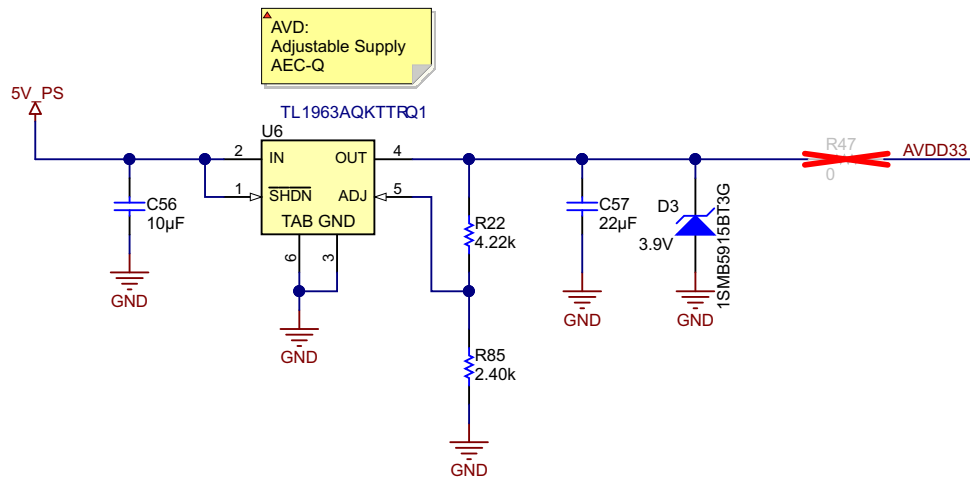 AVD:
Adjustable Supply
AEC-Q
5V_PS
TL1963AQKTTRQ1
U6
2
IN
OUT
4
R47
0
AVDD33
1
SHDN
ADJ
5
C56
10µF
TAB GND
6
3
R22
4.22k
C57
22µF
D3
3.9V
1SMB5915BT3G
GND
GND
GND
GND
R85
2.40k
GND